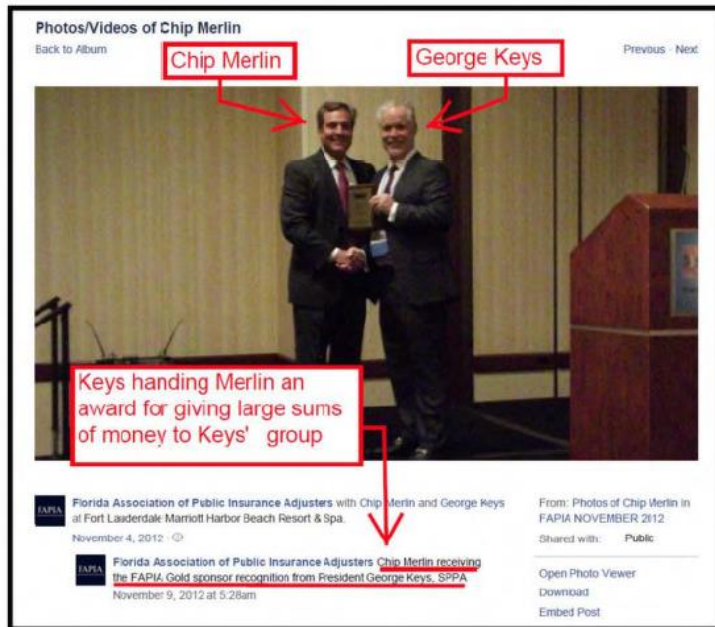 Photos/Videos of Chip Merlin
Back to Album
Previous · Next
Chip Merlin
George Keys
Keys handing Merlin an
award for giving large sums
of money to Keys' group
FAPIA
Florida Association of Public Insurance Adjusters with Chip Merlin and George Keys
at Fort Lauderdale Marriott Harbor Beach Resort & Spa.
November 4, 2012 ·
FAPIA
Florida Association of Public Insurance Adjusters Chip Merlin receiving
the FAPIA Gold sponsor recognition from President George Keys, SPPA
November 9, 2012 at 5:28am
From: Photos of Chip Merlin in
FAPIA NOVEMBER 2012
Shared with: Public
Open Photo Viewer
Download
Embed Post